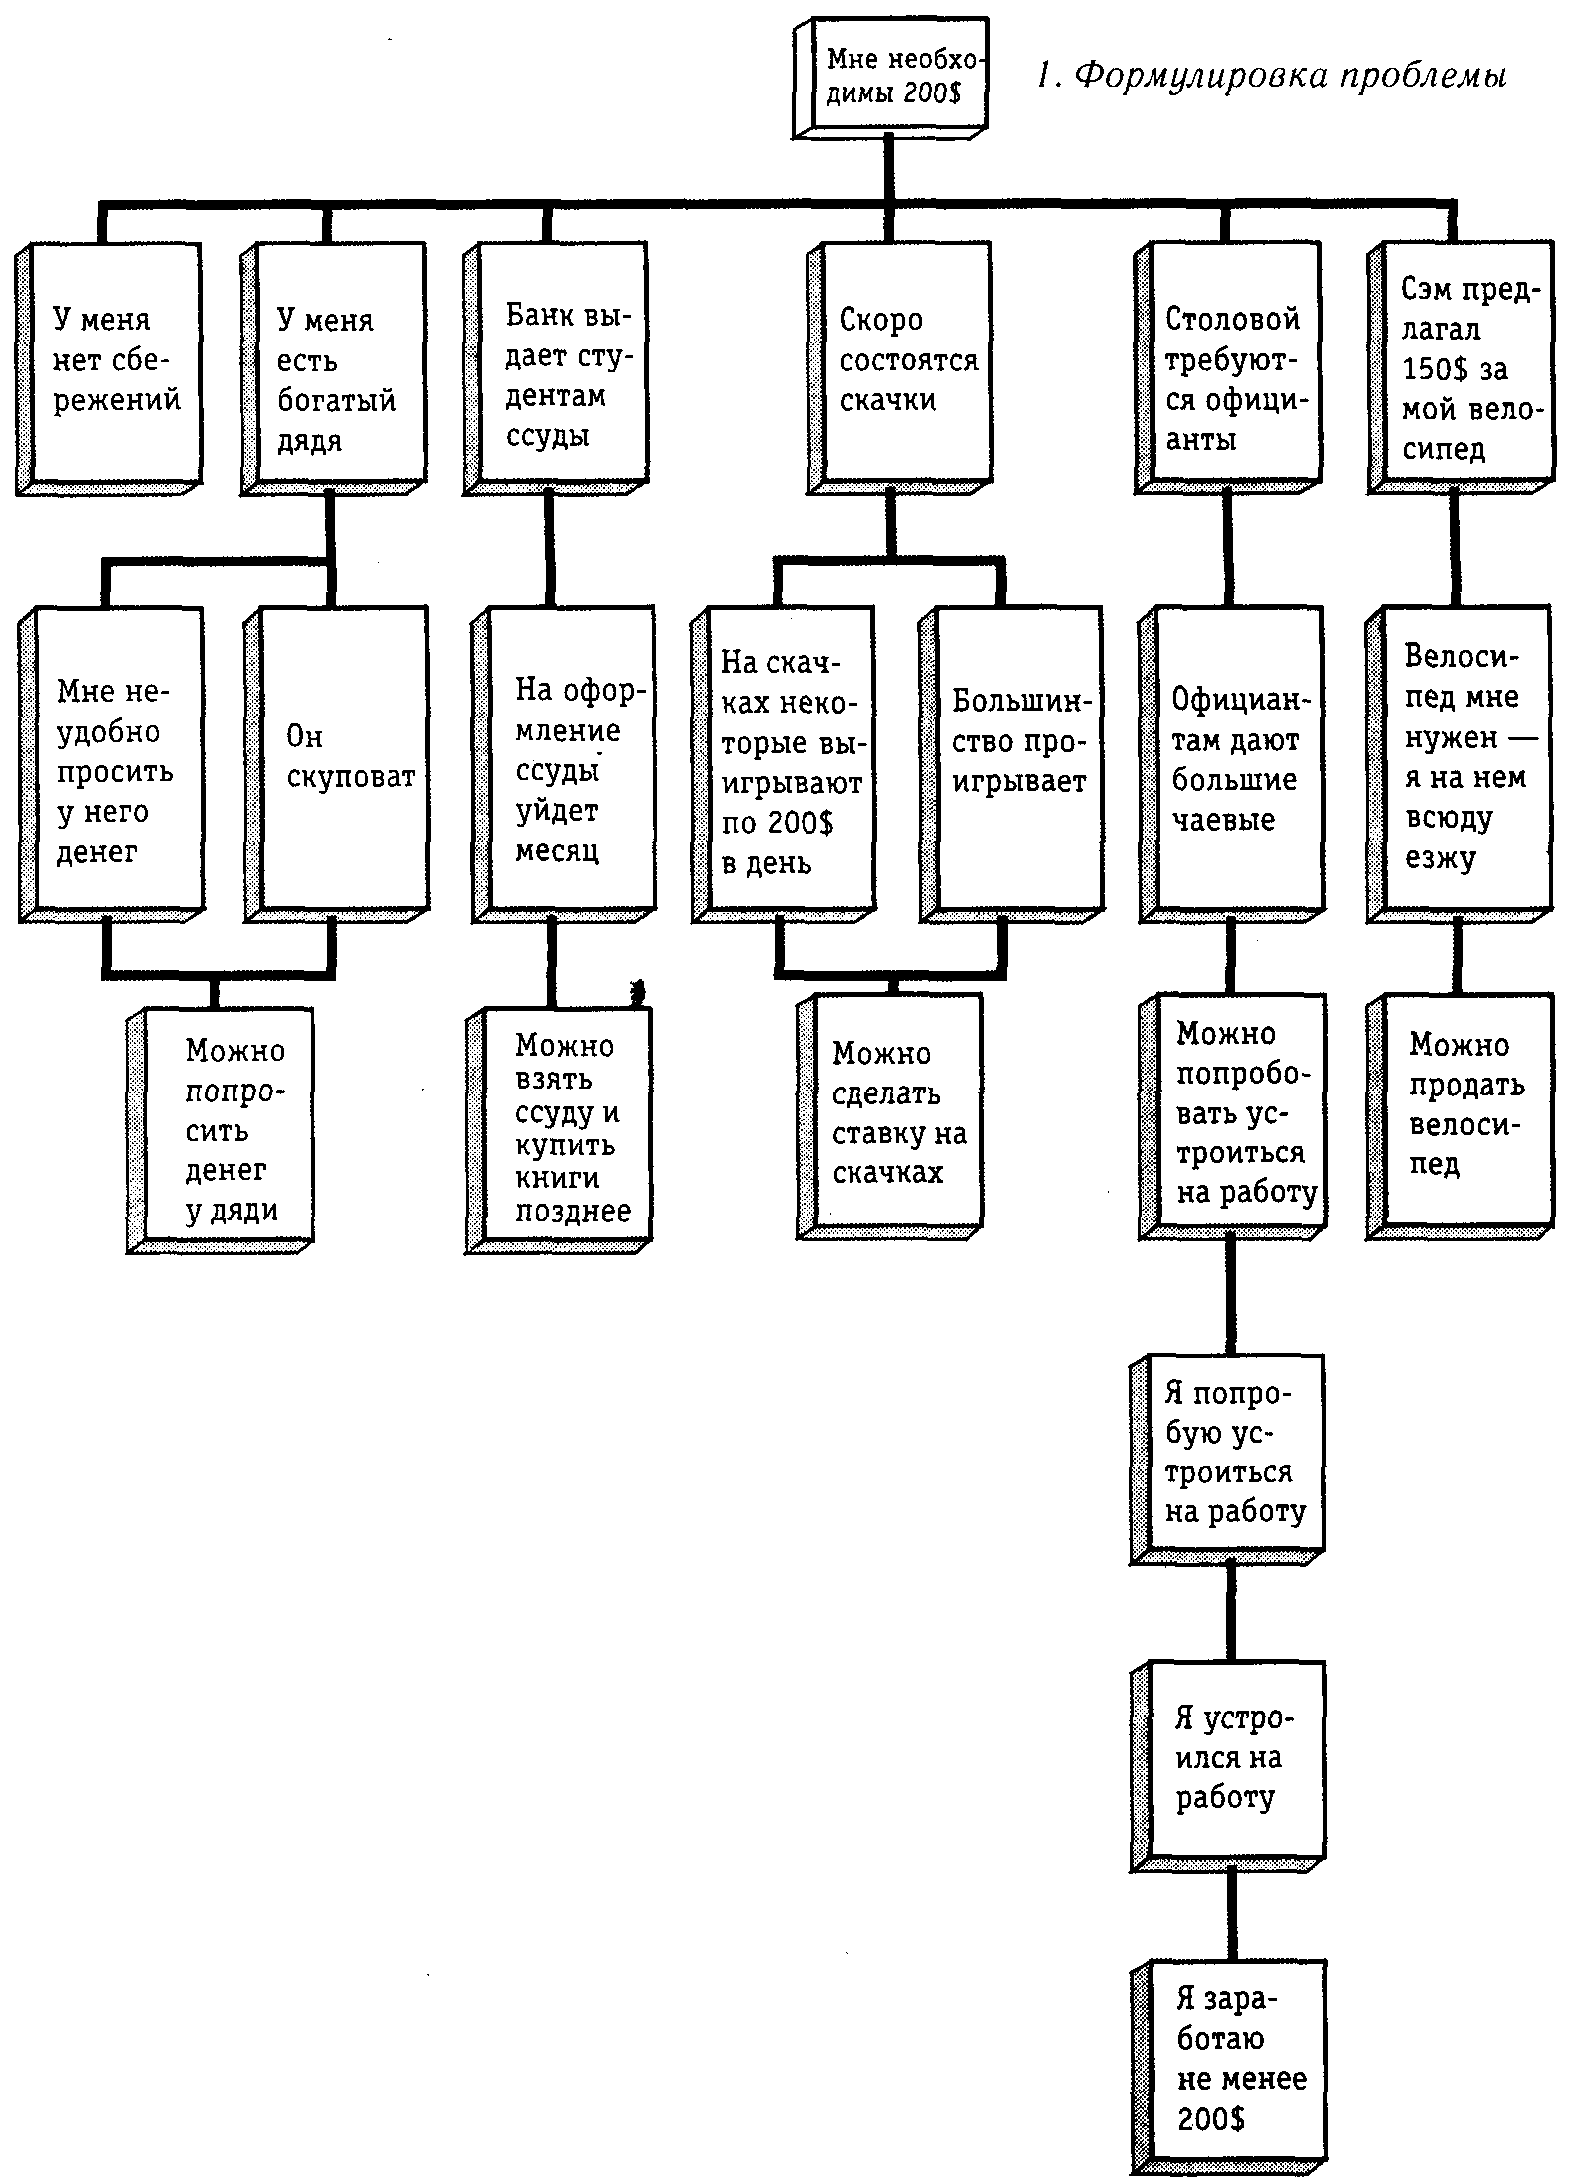 Мне необхо-
димы 200$
1. Формулировка проблемы
У меня
нет сбе-
режений
У меня
есть
богатый
дядя
Банк вы-
дает сту-
дентам
ссуды
Скоро
состоятся
скачки
Столовой
требуют-
ся офици-
анты
Сэм пред-
лагал
150$ за
мой вело-
сипед
Мне не-
удобно
просить
у него
денег
Он
скуповат
На офор-
мление
ссуды
уйдет
месяц
На скач-
ках неко-
торые вы-
игрывают
по 200$
в день
Большин-
ство про-
игрывает
Официан-
там дают
большие
чаевые
Велоси-
пед мне
нужен —
я на нем
всюду
езжу
Можно
попро-
сить
денег
у дяди
Можно
взять
ссуду и
купить
книги
позднее
Можно
сделать
ставку на
скачках
Можно
попробо-
вать ус-
троиться
на работу
Можно
продать
велоси-
пед
Я попро-
бую ус-
троиться
на работу
Я устро-
ился на
работу
Я зара-
ботаю
не менее
200$